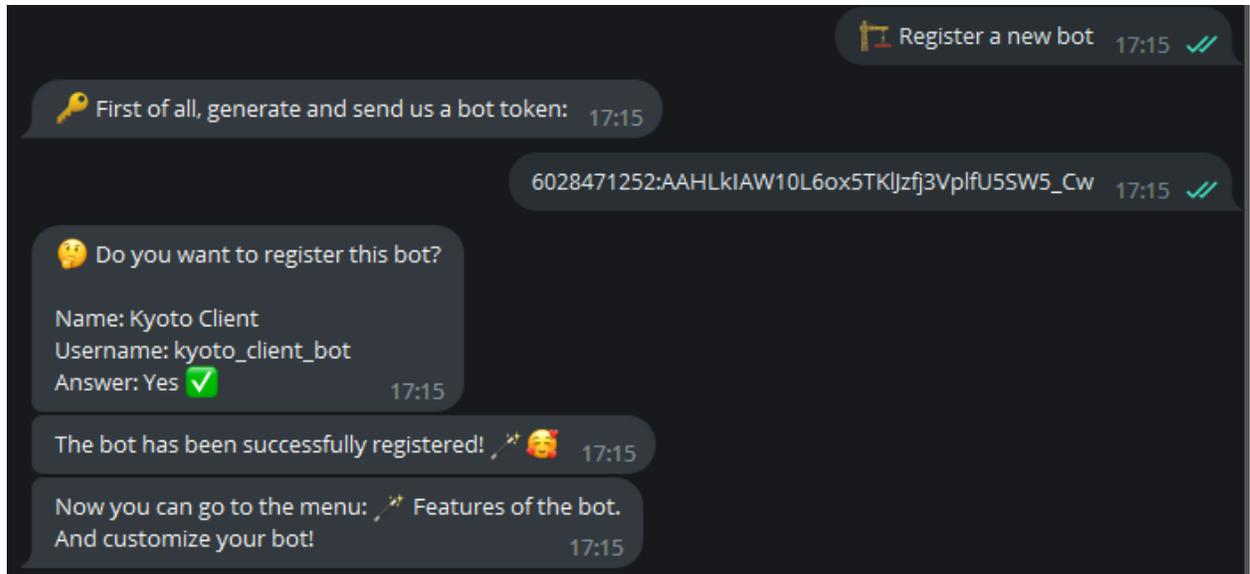 🏗 Register a new bot 17:15
🔑 First of all, generate and send us a bot token: 17:15
6028471252:AAHLkIAW10L6ox5TKlJzfj3VplfU5SW5_Cw 17:15
🤔 Do you want to register this bot?
Name: Kyoto Client
Username: kyoto_client_bot
Answer: Yes ✅ 17:15
The bot has been successfully registered! 🪄🥰 17:15
Now you can go to the menu: 🪄 Features of the bot.
And customize your bot! 17:15